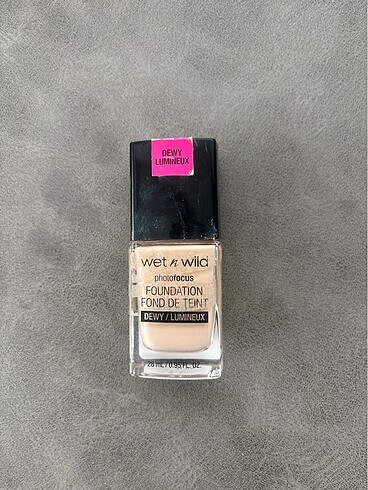 DEWY
LUMINEUX
wet n wild
photofocus
FOUNDATION
FOND DE TEINT
DEWY / LUMINEUX
28 mL / 0.95 FL. OZ.